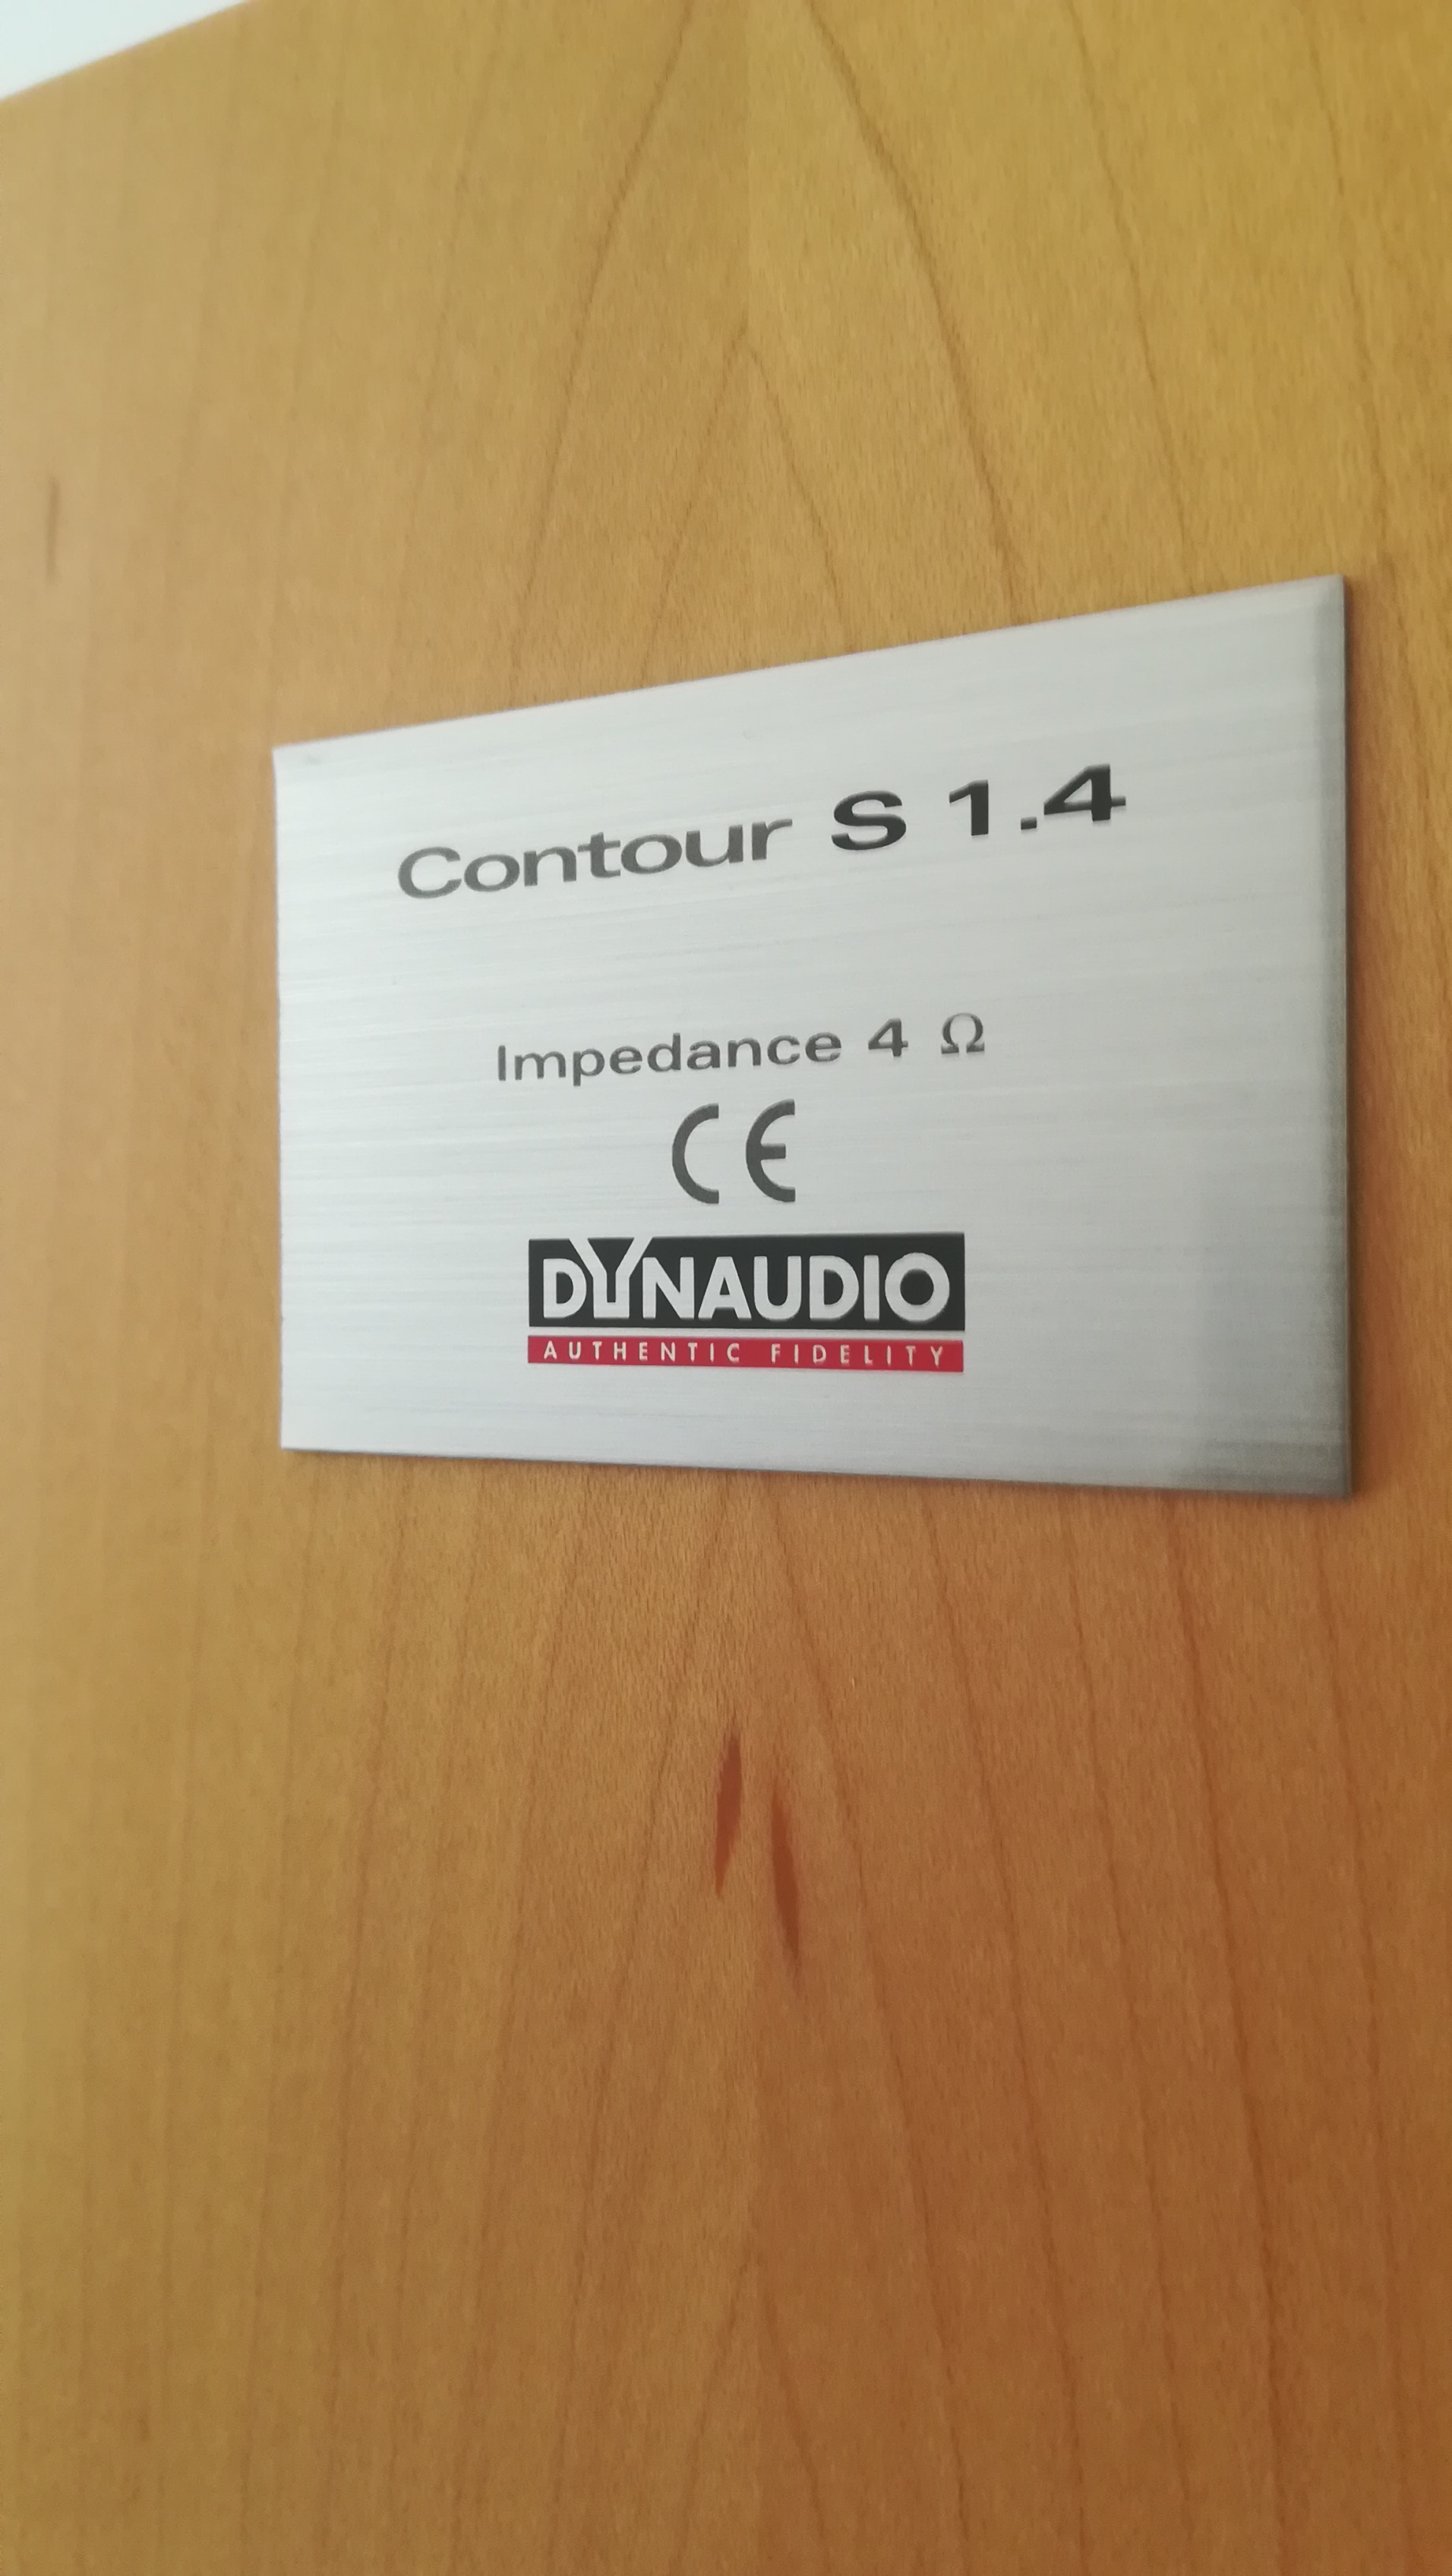 Contour S 1.4
Impedance 4 Ω
CE
DYNAUDIO
AUTHENTIC FIDELITY